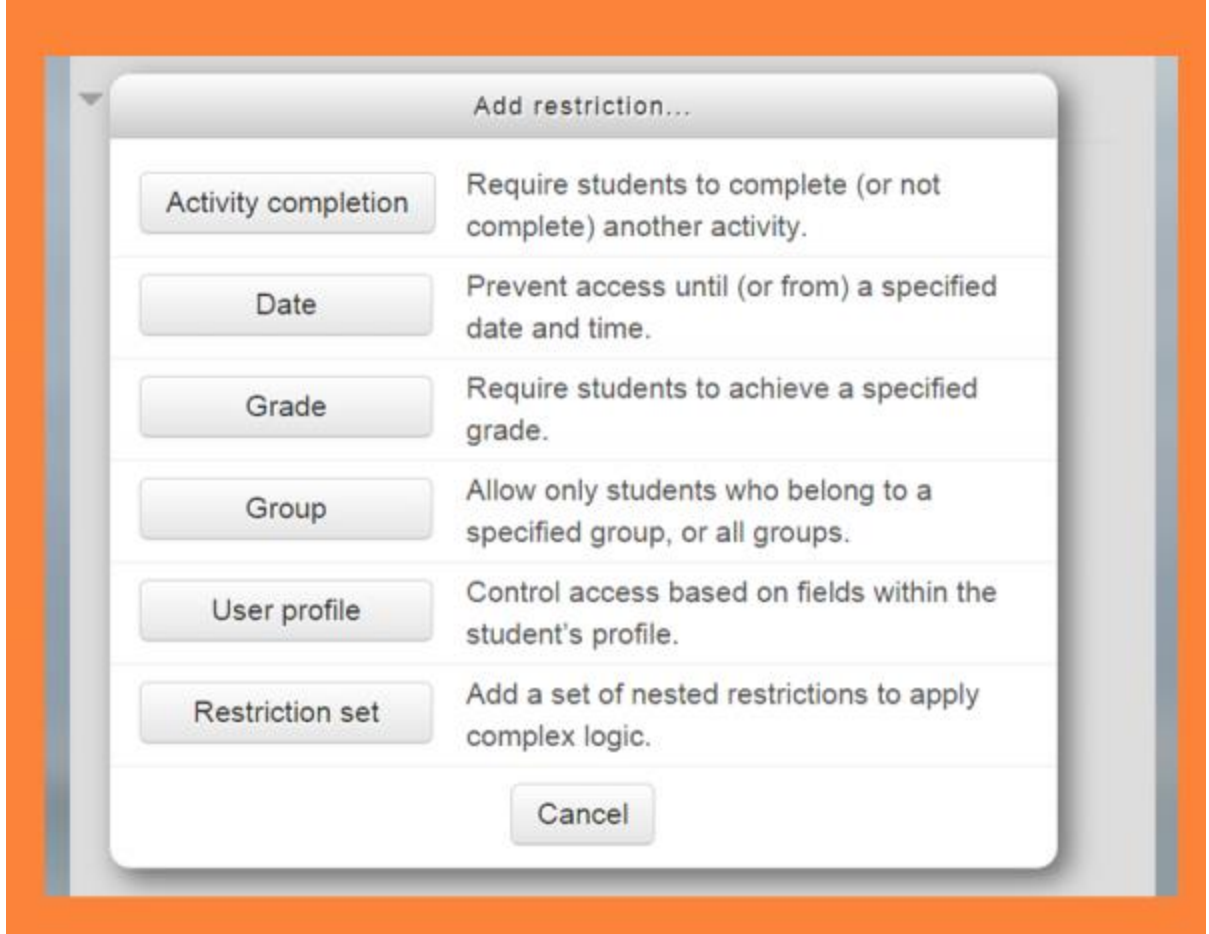 Add restriction...
Activity completion
Require students to complete (or not
complete) another activity.
Date
Prevent access until (or from) a specified
date and time.
Grade
Require students to achieve a specified
grade.
Group
Allow only students who belong to a
specified group, or all groups.
User profile
Control access based on fields within the
student's profile.
Restriction set
Add a set of nested restrictions to apply
complex logic.
Cancel